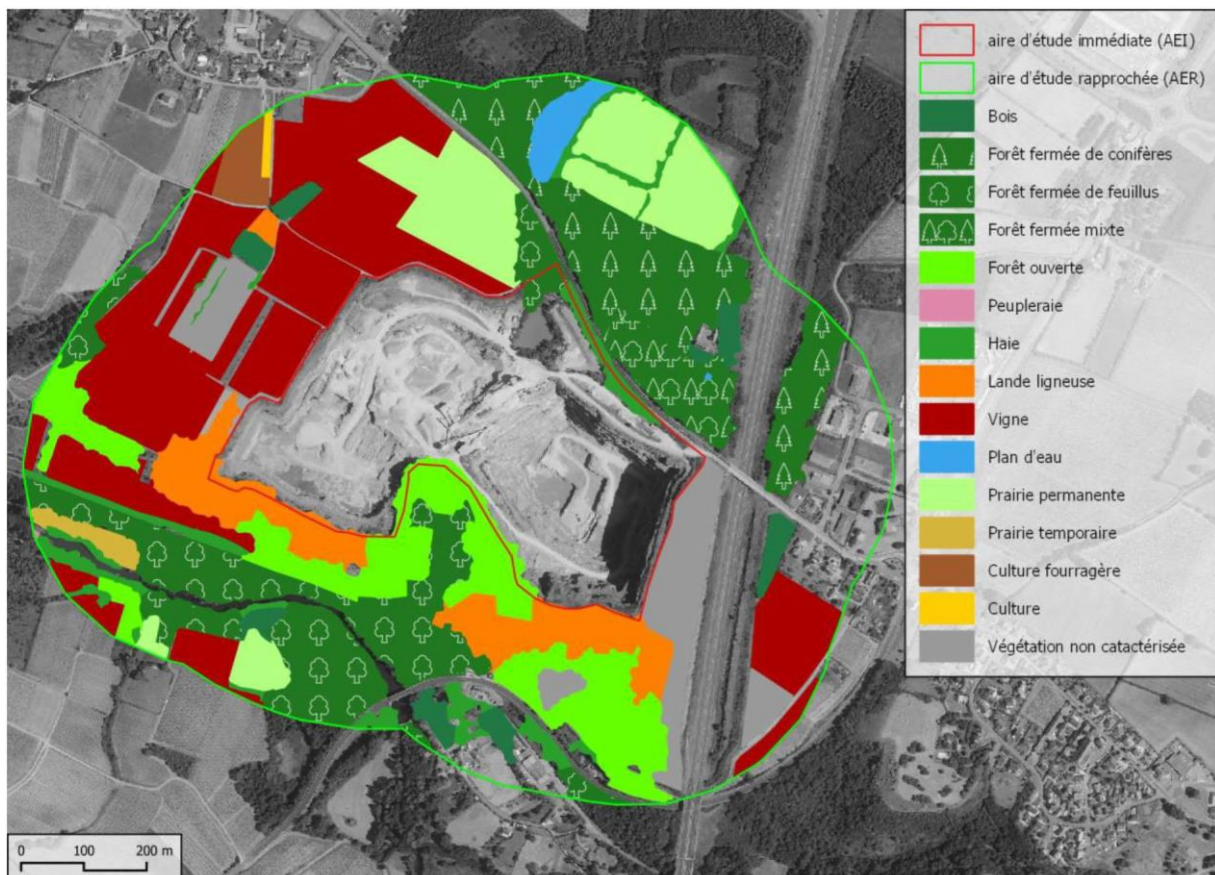 aire d'étude immédiate (AEI)
aire d'étude rapprochée (AER)
Bois
Forêt fermée de conifères
Forêt fermée de feuillus
Forêt fermée mixte
Forêt ouverte
Peupleraie
Haie
Lande ligneuse
Vigne
Plan d'eau
Prairie permanente
Prairie temporaire
Culture fourragère
Culture
Végétation non catactérisée
0 100 200 m